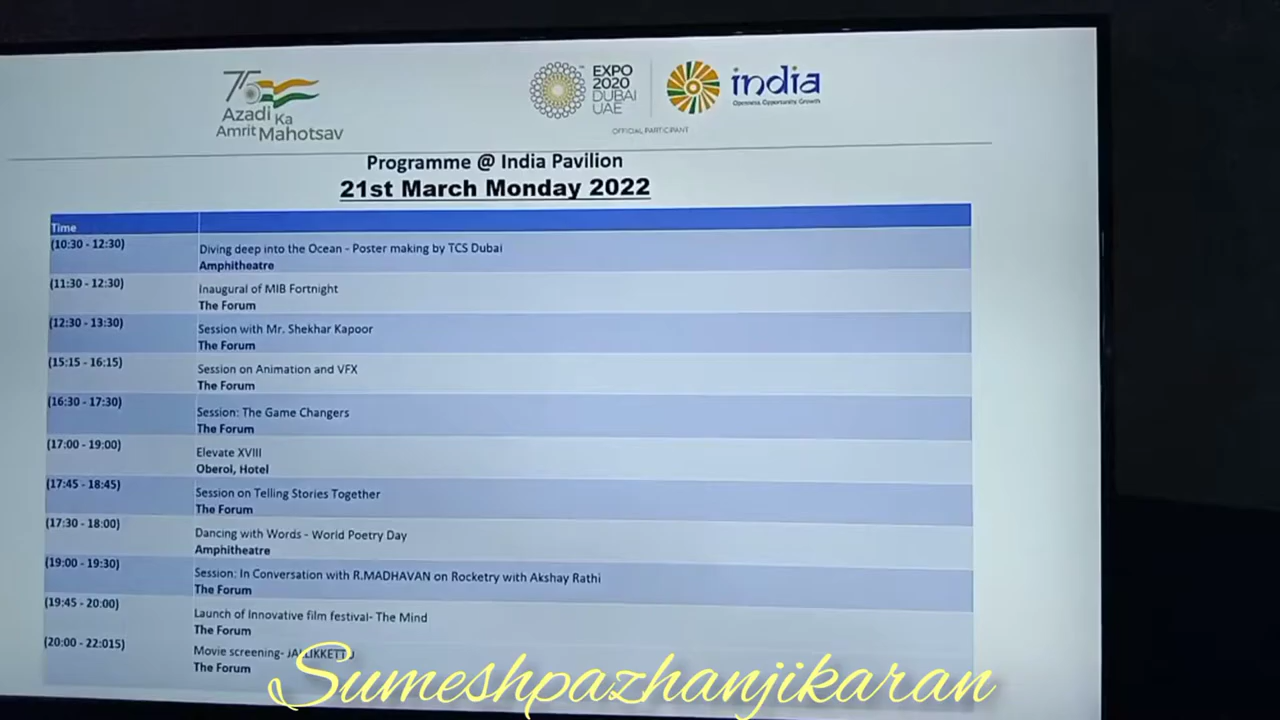 75
Azadi Ka
Amrit Mahotsav
EXPO
2020
DUBAI
UAE
india
Openness, Opportunity, Growth
OFFICIAL PARTICIPANT
Programme @ India Pavilion
21st March Monday 2022
Time
(10:30 - 12:30)
Diving deep into the Ocean - Poster making by TCS Dubai
Amphitheatre
(11:30 - 12:30)
Inaugural of MIB Fortnight
The Forum
(12:30 - 13:30)
Session with Mr. Shekhar Kapoor
The Forum
(15:15 - 16:15)
Session on Animation and VFX
The Forum
(16:30 - 17:30)
Session: The Game Changers
The Forum
(17:00 - 19:00)
Elevate XVIII
Oberoi, Hotel
(17:45 - 18:45)
Session on Telling Stories Together
The Forum
(17:30 - 18:00)
Dancing with Words - World Poetry Day
Amphitheatre
(19:00 - 19:30)
Session: In Conversation with R.MADHAVAN on Rocketry with Akshay Rathi
The Forum
(19:45 - 20:00)
Launch of Innovative film festival- The Mind
The Forum
(20:00 - 22:015)
Movie screening- JALLIKKETTU
The Forum
Sumeshpazhanjikaran